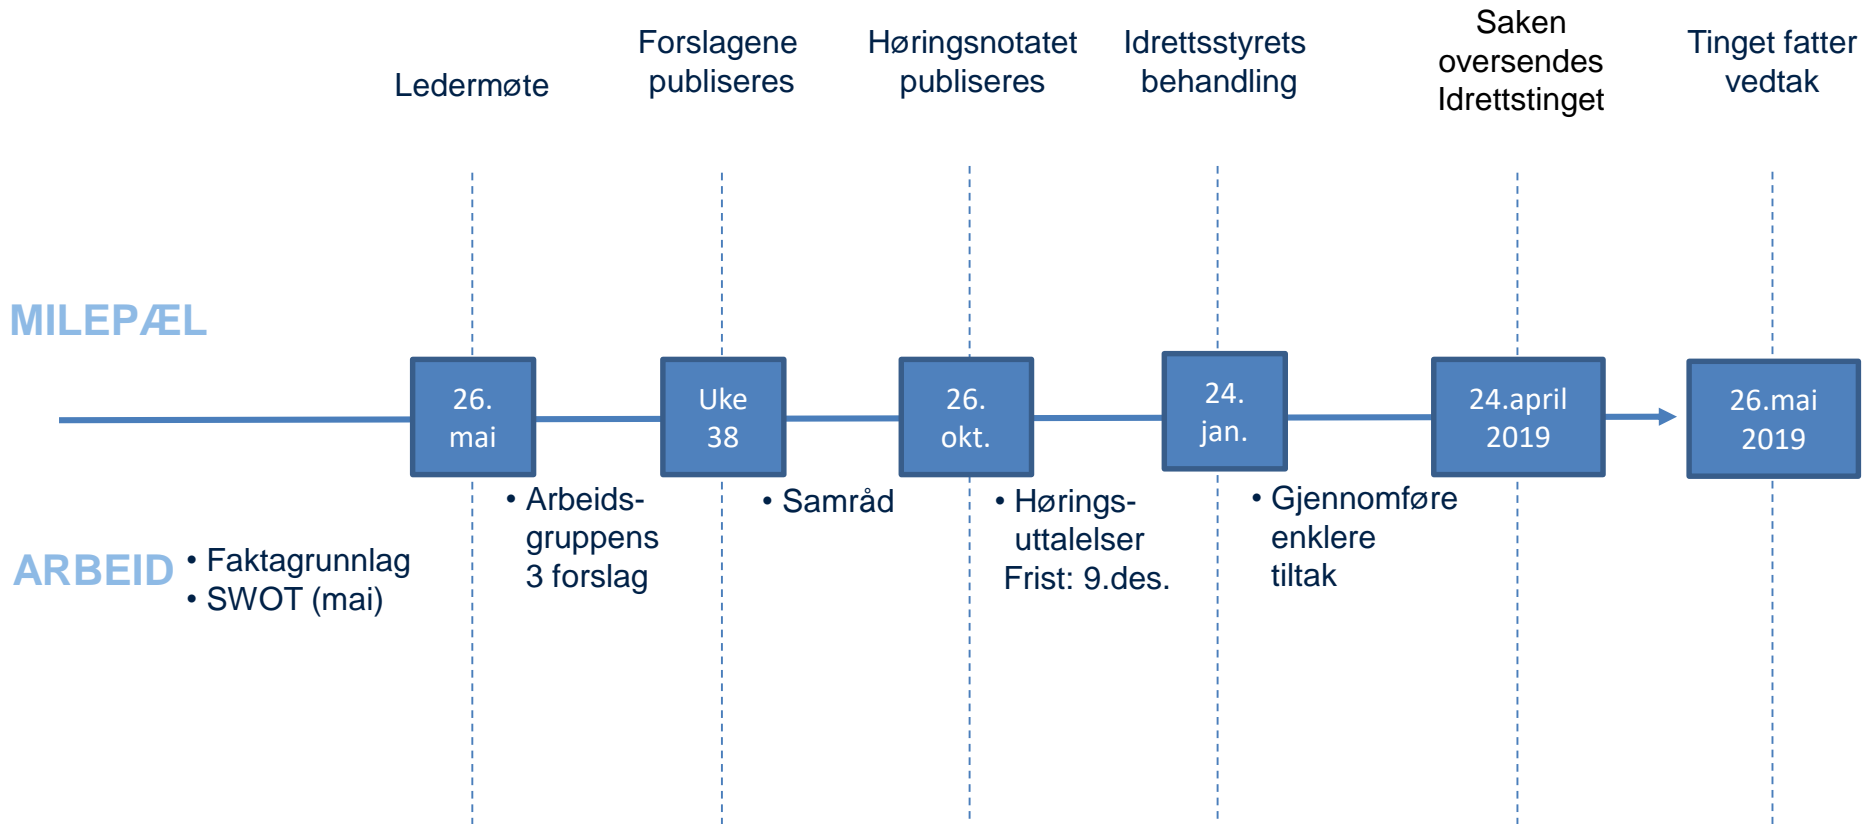 Ledermøte
Forslagene
publiseres
Høringsnotatet
publiseres
Idrettsstyrets
behandling
Saken
oversendes
Idrettstinget
Tinget fatter
vedtak
MILEPÆL
26.
mai
Uke
38
26.
okt.
24.
jan.
24.april
2019
26.mai
2019
ARBEID
• Faktagrunnlag
• SWOT (mai)
• Arbeids-
gruppens
3 forslag
• Samråd
• Hørings-
uttalelser
Frist: 9.des.
• Gjennomføre
enklere
tiltak